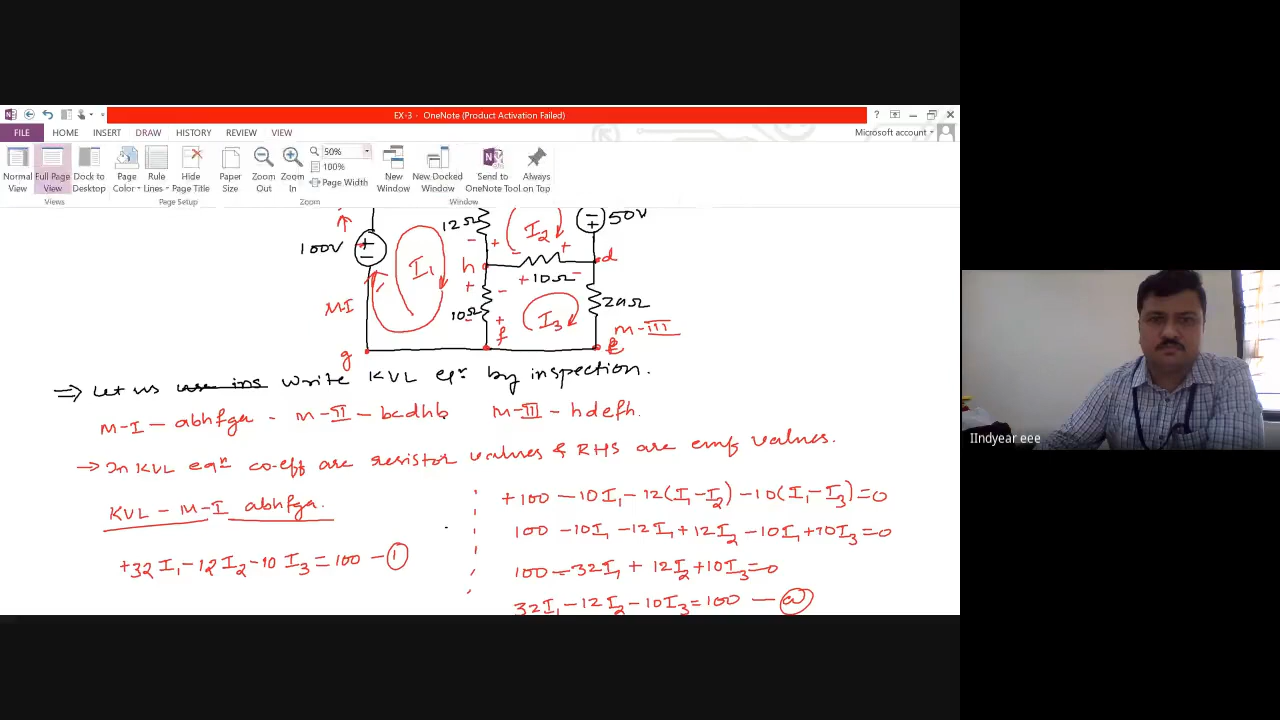 EX-3 - OneNote (Product Activation Failed)
FILE HOME INSERT DRAW HISTORY REVIEW VIEW
Microsoft account
Normal View
Full Page View
Dock to Desktop
Page Color
Rule Lines
Hide Page Title
Paper Size
Zoom Out
Zoom In
50%
100%
Page Width
New Window
New Docked Window
Send to OneNote Tool
Always on Top
Views
Page Setup
Zoom
Window
12Ω
I2
50V
100V
I1
h
d
+10Ω
M-I
10Ω
I3
f
M-III
g
⇒ Let us write KVL eqn by inspection.
M-I — abhfga - M-II — bcdhb M-III - hdefh.
→ In KVL eqn co-eff are resistor values & RHS are emf values.
KVL - M-I abhfga.
+32I1-12I2-10I3=100 -①
+100 -10I1-12(I1-I2)-10(I1-I3)=0
100 -10I1-12I1+12I2-10I1+10I3=0
100-32I1+12I2+10I3=0
32I1-12I2-10I3=100 — ⓐ
IIndyear eee